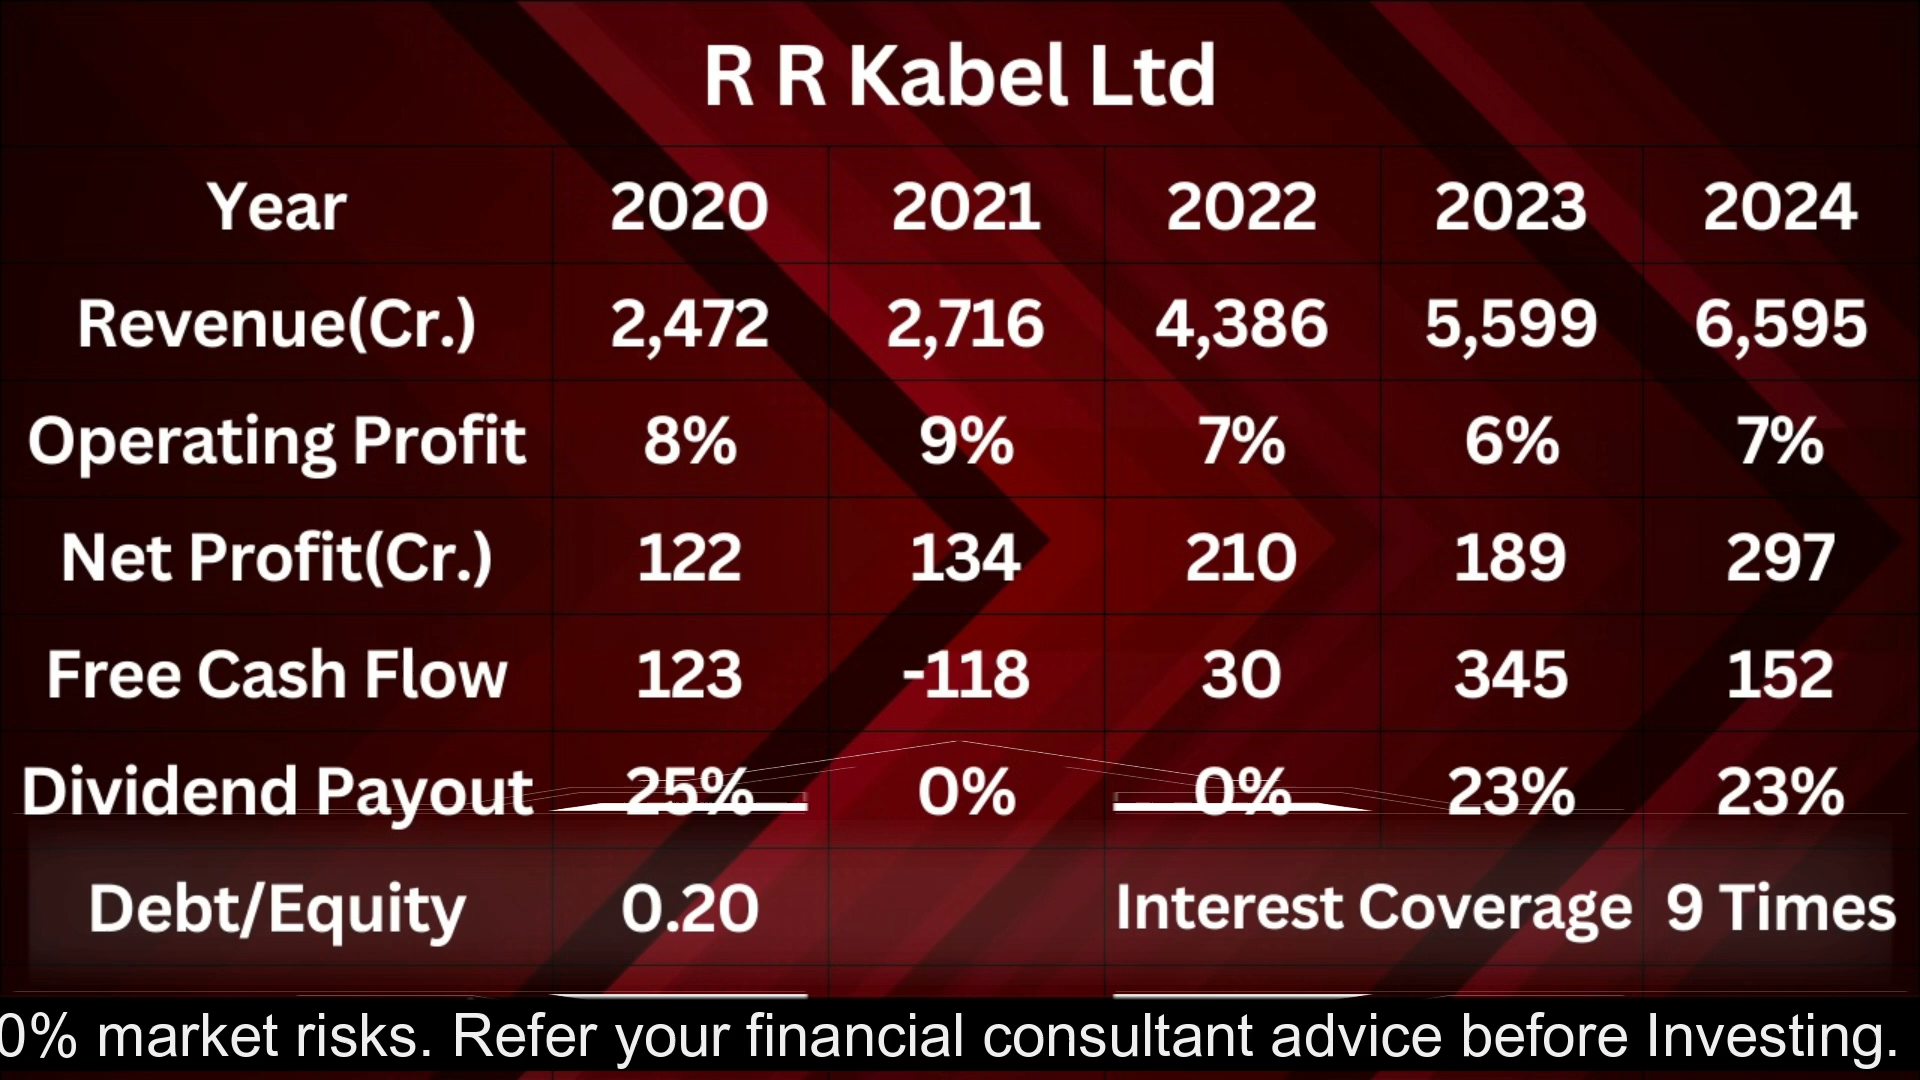 R R Kabel Ltd
Year 2020 2021 2022 2023 2024
Revenue(Cr.) 2,472 2,716 4,386 5,599 6,595
Operating Profit 8% 9% 7% 6% 7%
Net Profit(Cr.) 122 134 210 189 297
Free Cash Flow 123 -118 30 345 152
Dividend Payout 25% 0% 0% 23% 23%
Debt/Equity 0.20 Interest Coverage 9 Times
0% market risks. Refer your financial consultant advice before Investing.